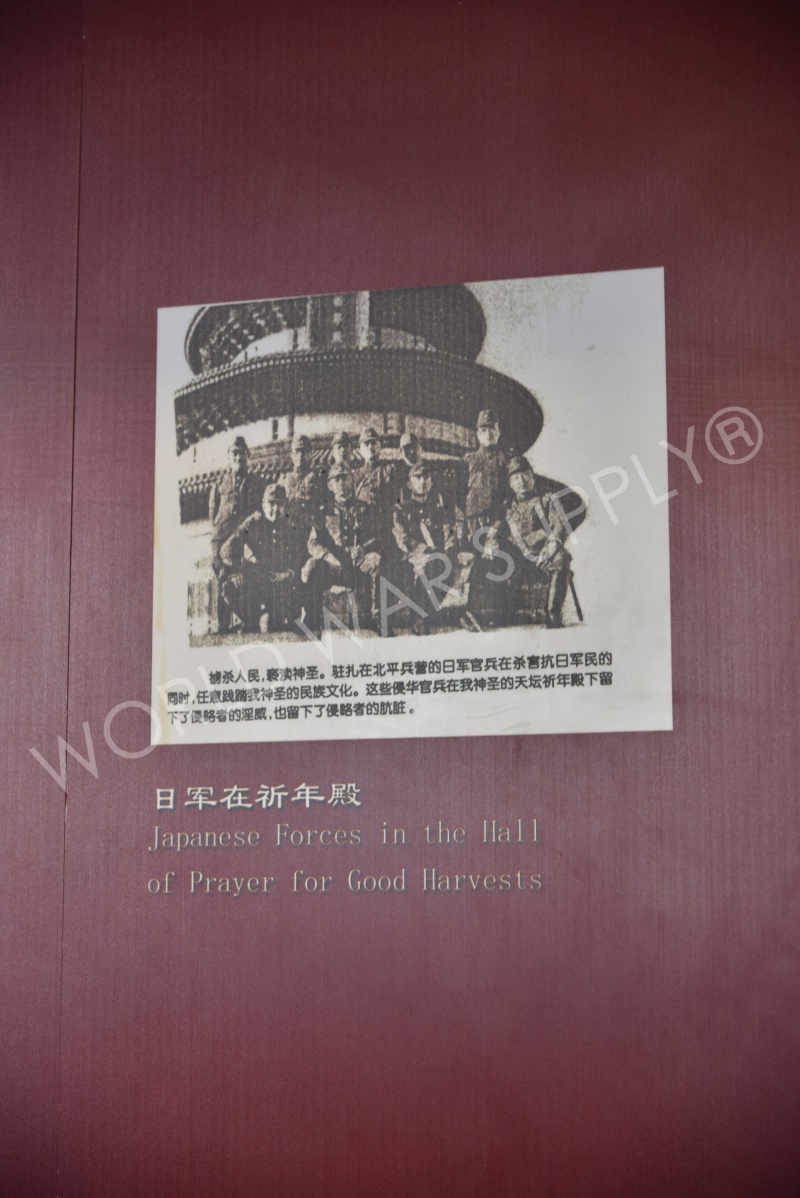 掳杀人民，亵渎神圣。驻扎在北平兵营的日军官兵在杀害抗日军民的
同时，任意践踏我神圣的民族文化。这些侵华官兵在我神圣的天坛祈年殿下留
下了侵略者的淫威，也留下了侵略者的肮脏。
WORLD WAR SUPPLY®
日军在祈年殿
Japanese Forces in the Hall
of Prayer for Good Harvests